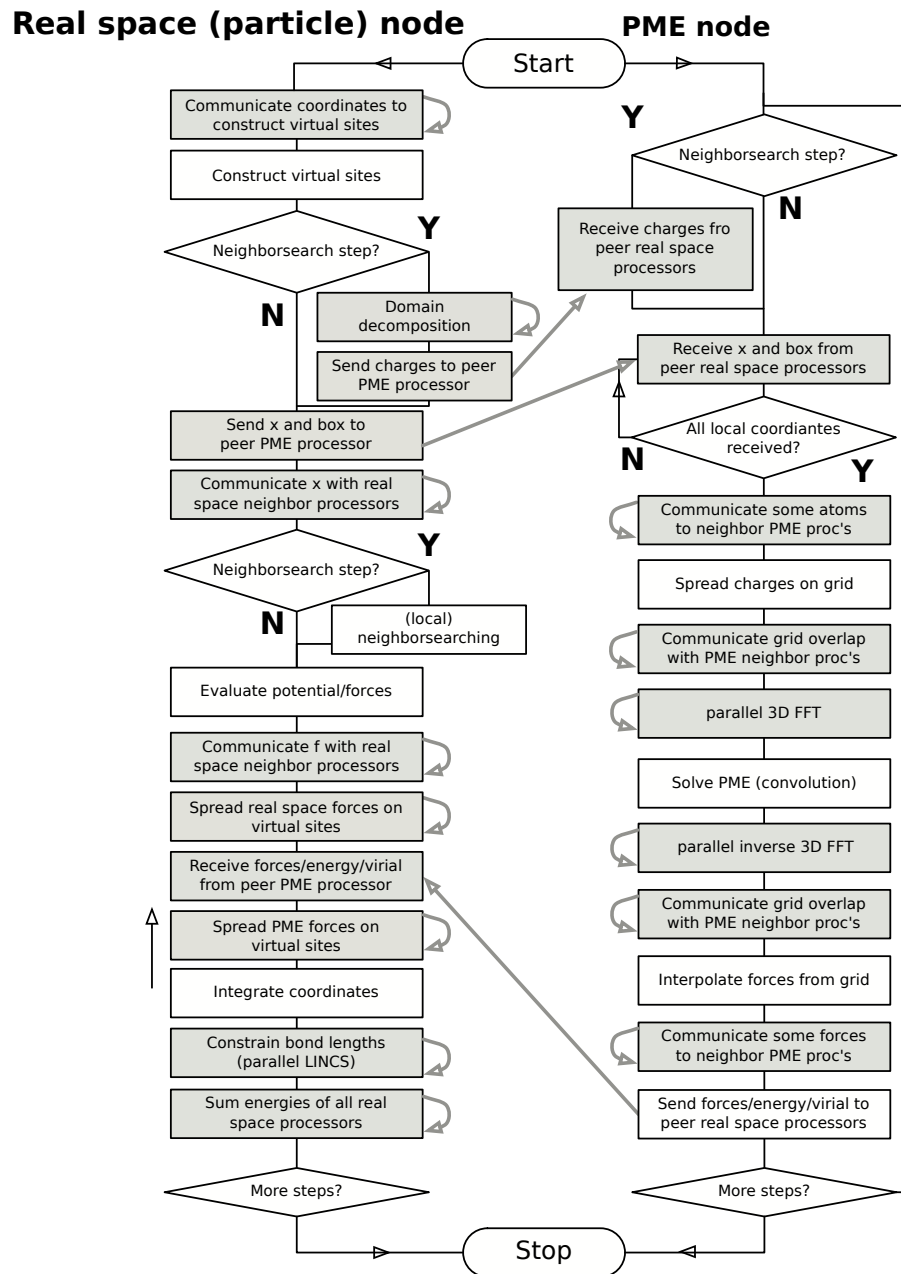 Real space (particle) node
PME node
Start
Communicate coordinates to
construct virtual sites
Construct virtual sites
Neighborsearch step?
Y
N
Domain
decomposition
Send charges to peer
PME processor
Send x and box to
peer PME processor
Communicate x with real
space neighbor processors
Neighborsearch step?
Y
N
(local)
neighborsearching
Evaluate potential/forces
Communicate f with real
space neighbor processors
Spread real space forces on
virtual sites
Receive forces/energy/virial
from peer PME processor
Spread PME forces on
virtual sites
Integrate coordinates
Constrain bond lengths
(parallel LINCS)
Sum energies of all real
space processors
More steps?
Y
Neighborsearch step?
N
Receive charges fro
peer real space
processors
Receive x and box from
peer real space processors
All local coordiantes
received?
N
Y
Communicate some atoms
to neighbor PME proc's
Spread charges on grid
Communicate grid overlap
with PME neighbor proc's
parallel 3D FFT
Solve PME (convolution)
parallel inverse 3D FFT
Communicate grid overlap
with PME neighbor proc's
Interpolate forces from grid
Communicate some forces
to neighbor PME proc's
Send forces/energy/virial to
peer real space processors
More steps?
Stop